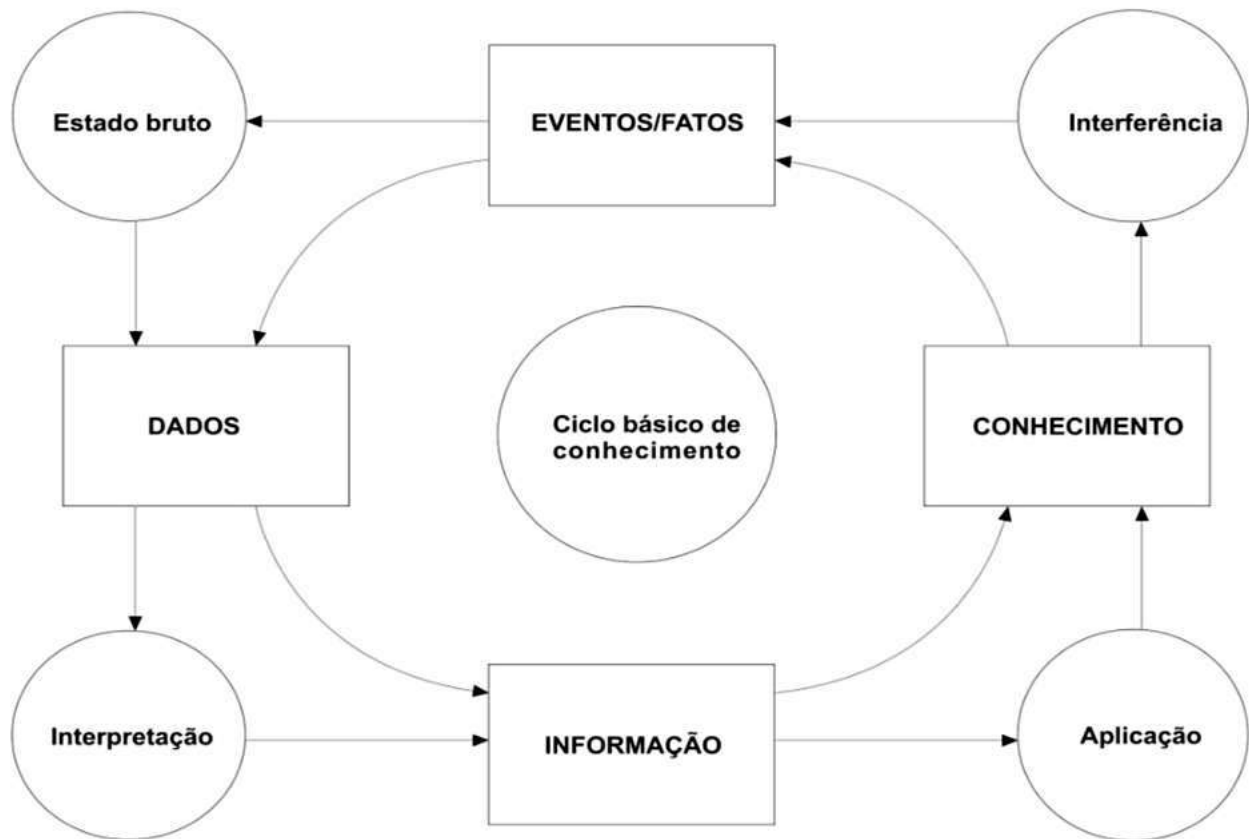 Estado bruto
EVENTOS/FATOS
Interferência
DADOS
Ciclo básico de
conhecimento
CONHECIMENTO
Interpretação
INFORMAÇÃO
Aplicação